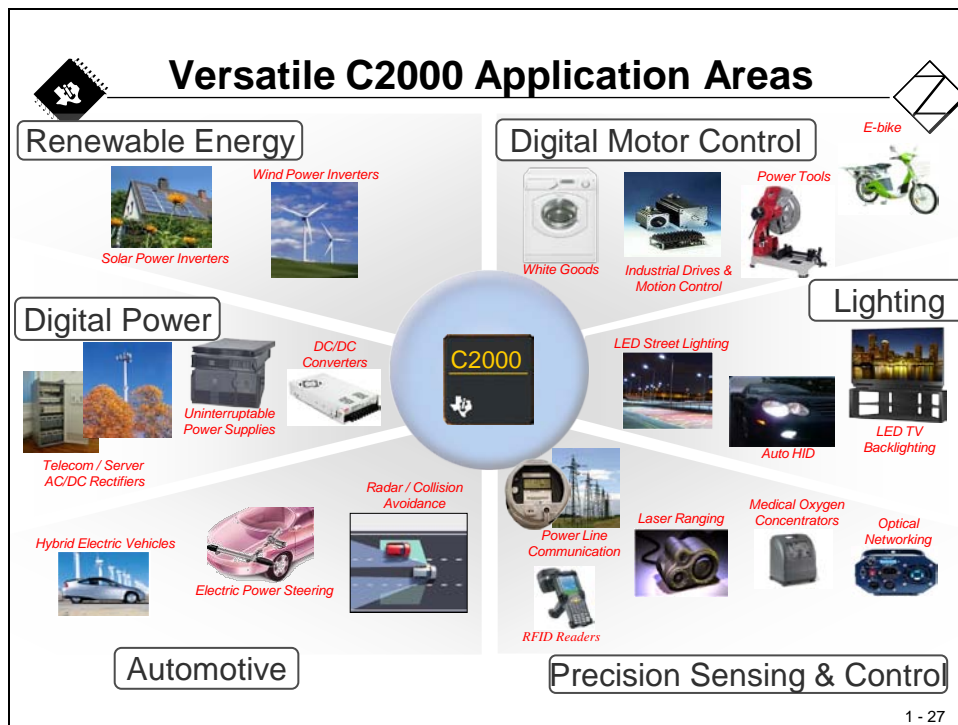 Versatile C2000 Application Areas
Renewable Energy
Wind Power Inverters
Solar Power Inverters
Digital Motor Control
E-bike
Power Tools
White Goods
Industrial Drives &
Motion Control
Digital Power
DC/DC
Converters
Uninterruptable
Power Supplies
Telecom / Server
AC/DC Rectifiers
C2000
Lighting
LED Street Lighting
Auto HID
LED TV
Backlighting
Radar / Collision
Avoidance
Hybrid Electric Vehicles
Electric Power Steering
Automotive
Power Line
Communication
Laser Ranging
Medical Oxygen
Concentrators
Optical
Networking
RFID Readers
Precision Sensing & Control
1 - 27